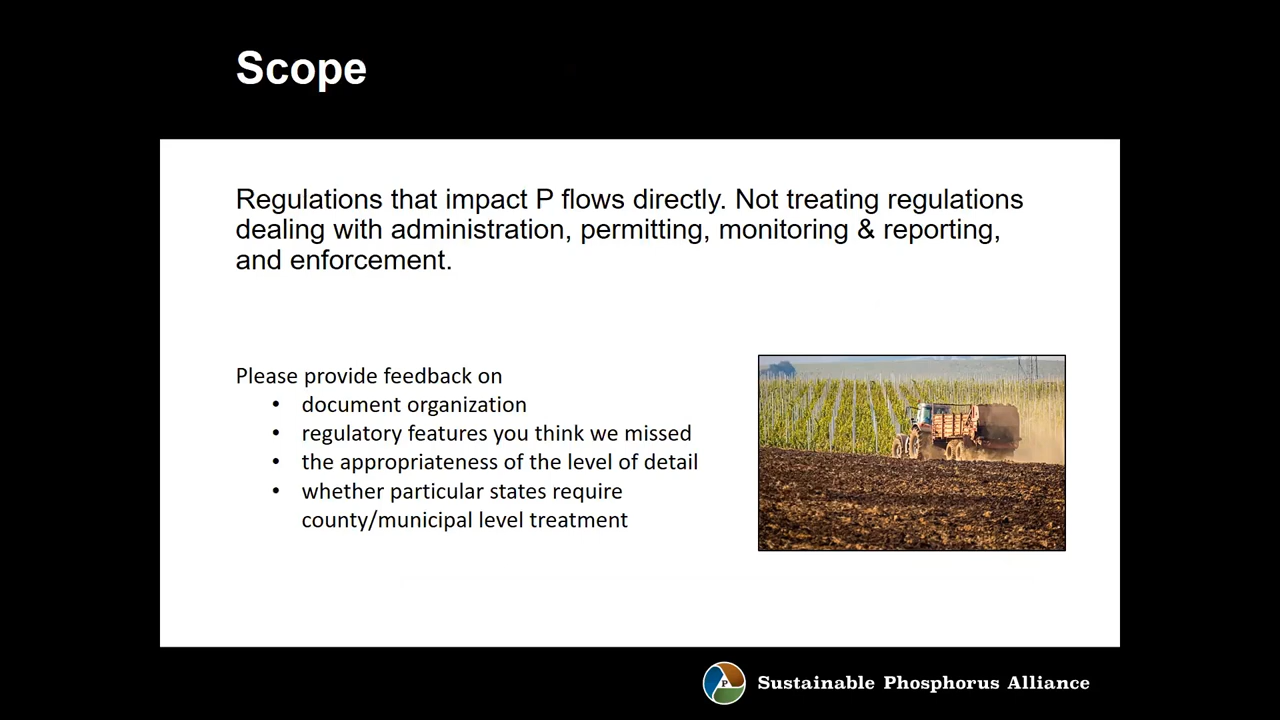 Scope
Regulations that impact P flows directly. Not treating regulations
dealing with administration, permitting, monitoring & reporting,
and enforcement.
Please provide feedback on
• document organization
• regulatory features you think we missed
• the appropriateness of the level of detail
• whether particular states require
county/municipal level treatment
P
Sustainable Phosphorus Alliance